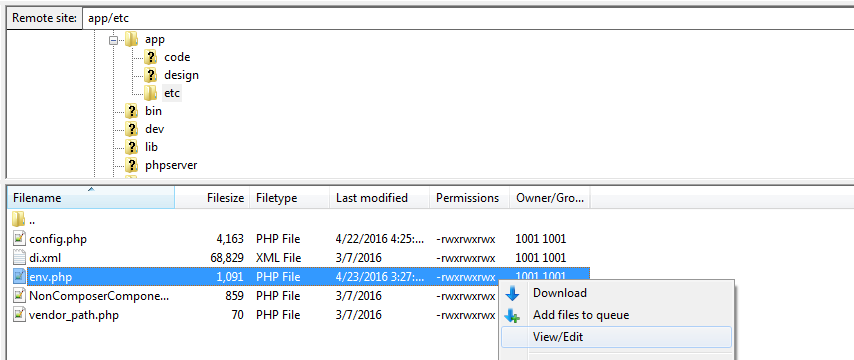 Remote site: app/etc
app
code
design
etc
bin
dev
lib
phpserver
Filename Filesize Filetype Last modified Permissions Owner/Gro...
..
config.php 4,163 PHP File 4/22/2016 4:25:... -rwxrwxrwx 1001 1001
di.xml 68,829 XML File 3/7/2016 -rwxrwxrwx 1001 1001
env.php 1,091 PHP File 4/23/2016 3:27:... -rwxrwxrwx 1001 1001
NonComposerCompone... 859 PHP File 3/7/2016 -rwxrwxrwx
Download
vendor_path.php 70 PHP File 3/7/2016 -rwxrwxrwx
Add files to queue
View/Edit